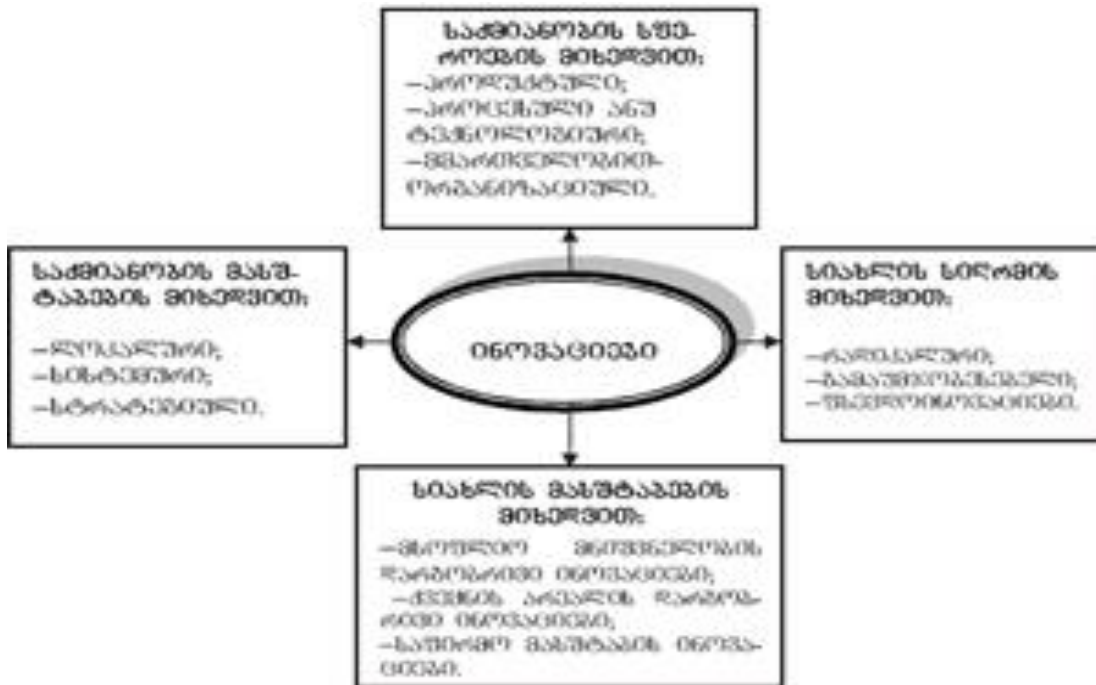 საქმიანობის სფე-
როების მიხედვით:
–პროდუქტული;
–პროცესული ანუ
ტექნოლოგიური;
–მმართველობით-
ორგანიზაციული.
საქმიანობის მასშ-
ტაბების მიხედვით:
–ლოკალური;
–სისტემური;
–სტრატეგიული.
ინოვაციები
სიახლის სიღრმის
მიხედვით:
–რადიკალური;
–გამაუმჯობესებელი;
–ფსევდოინოვაციები.
სიახლის მასშტაბების
მიხედვით:
–მსოფლიო მნიშვნელობის
დარგობრივი ინოვაციები;
–ქვეყნის არეალის დარგობ-
რივი ინოვაციები;
–საფირმო მასშტაბის ინოვა-
ციები.